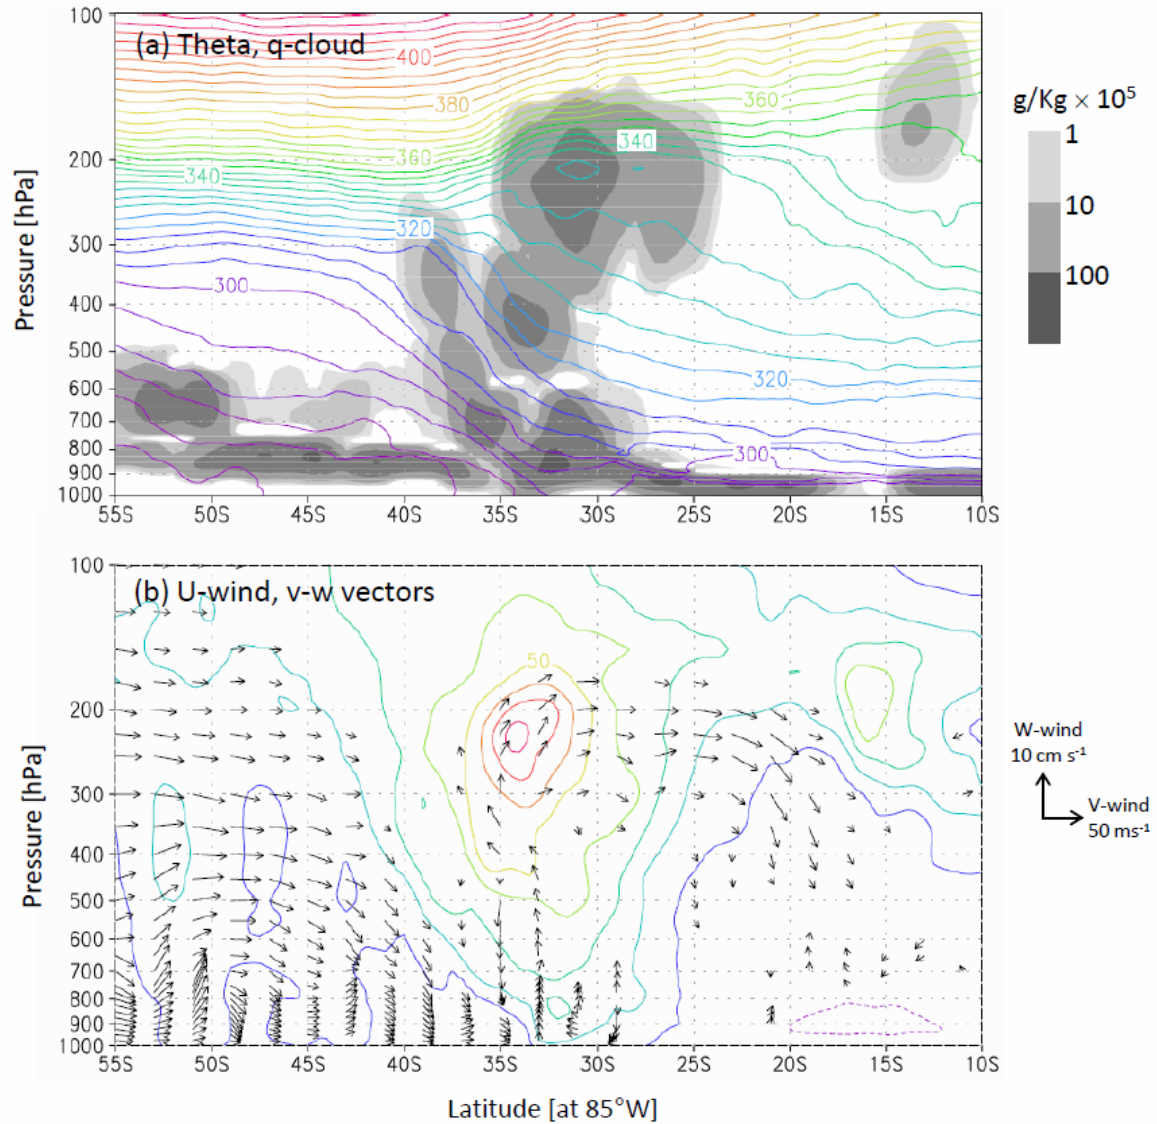 (a) Theta, q-cloud
Pressure [hPa]
100
200
300
400
500
600
700
800
900
1000
400
380
360
340
320
300
360
340
320
300
55S 50S 45S 40S 35S 30S 25S 20S 15S 10S
g/Kg × 10⁵
1
10
100
(b) U-wind, v-w vectors
Pressure [hPa]
100
200
300
400
500
600
700
800
900
1000
50
55S 50S 45S 40S 35S 30S 25S 20S 15S 10S
Latitude [at 85°W]
W-wind
10 cm s⁻¹
V-wind
50 ms⁻¹